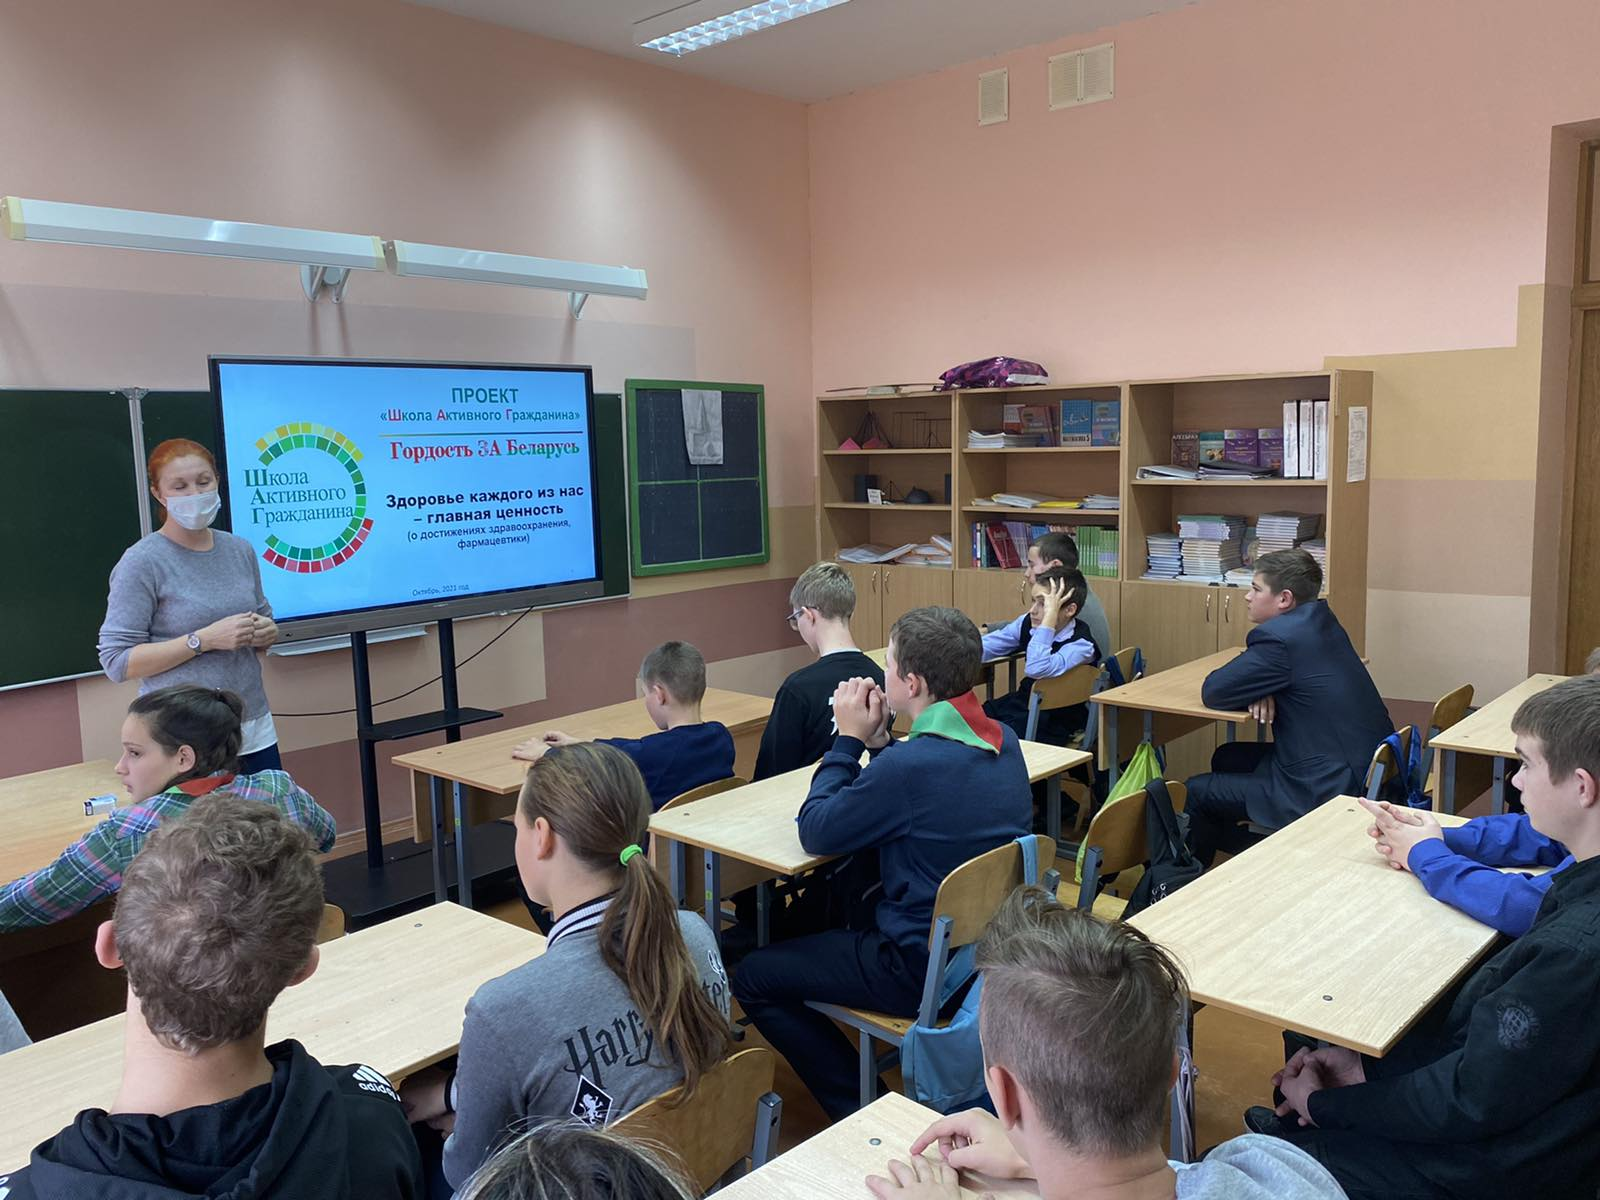 ПРОЕКТ
«Школа Активного Гражданина»
Гордость ЗА Беларусь
Школа
Активного
Гражданина
Здоровье каждого из нас
– главная ценность
(о достижениях здравоохранения,
фармацевтики)
Октябрь, 2021 год
adidas
Harry